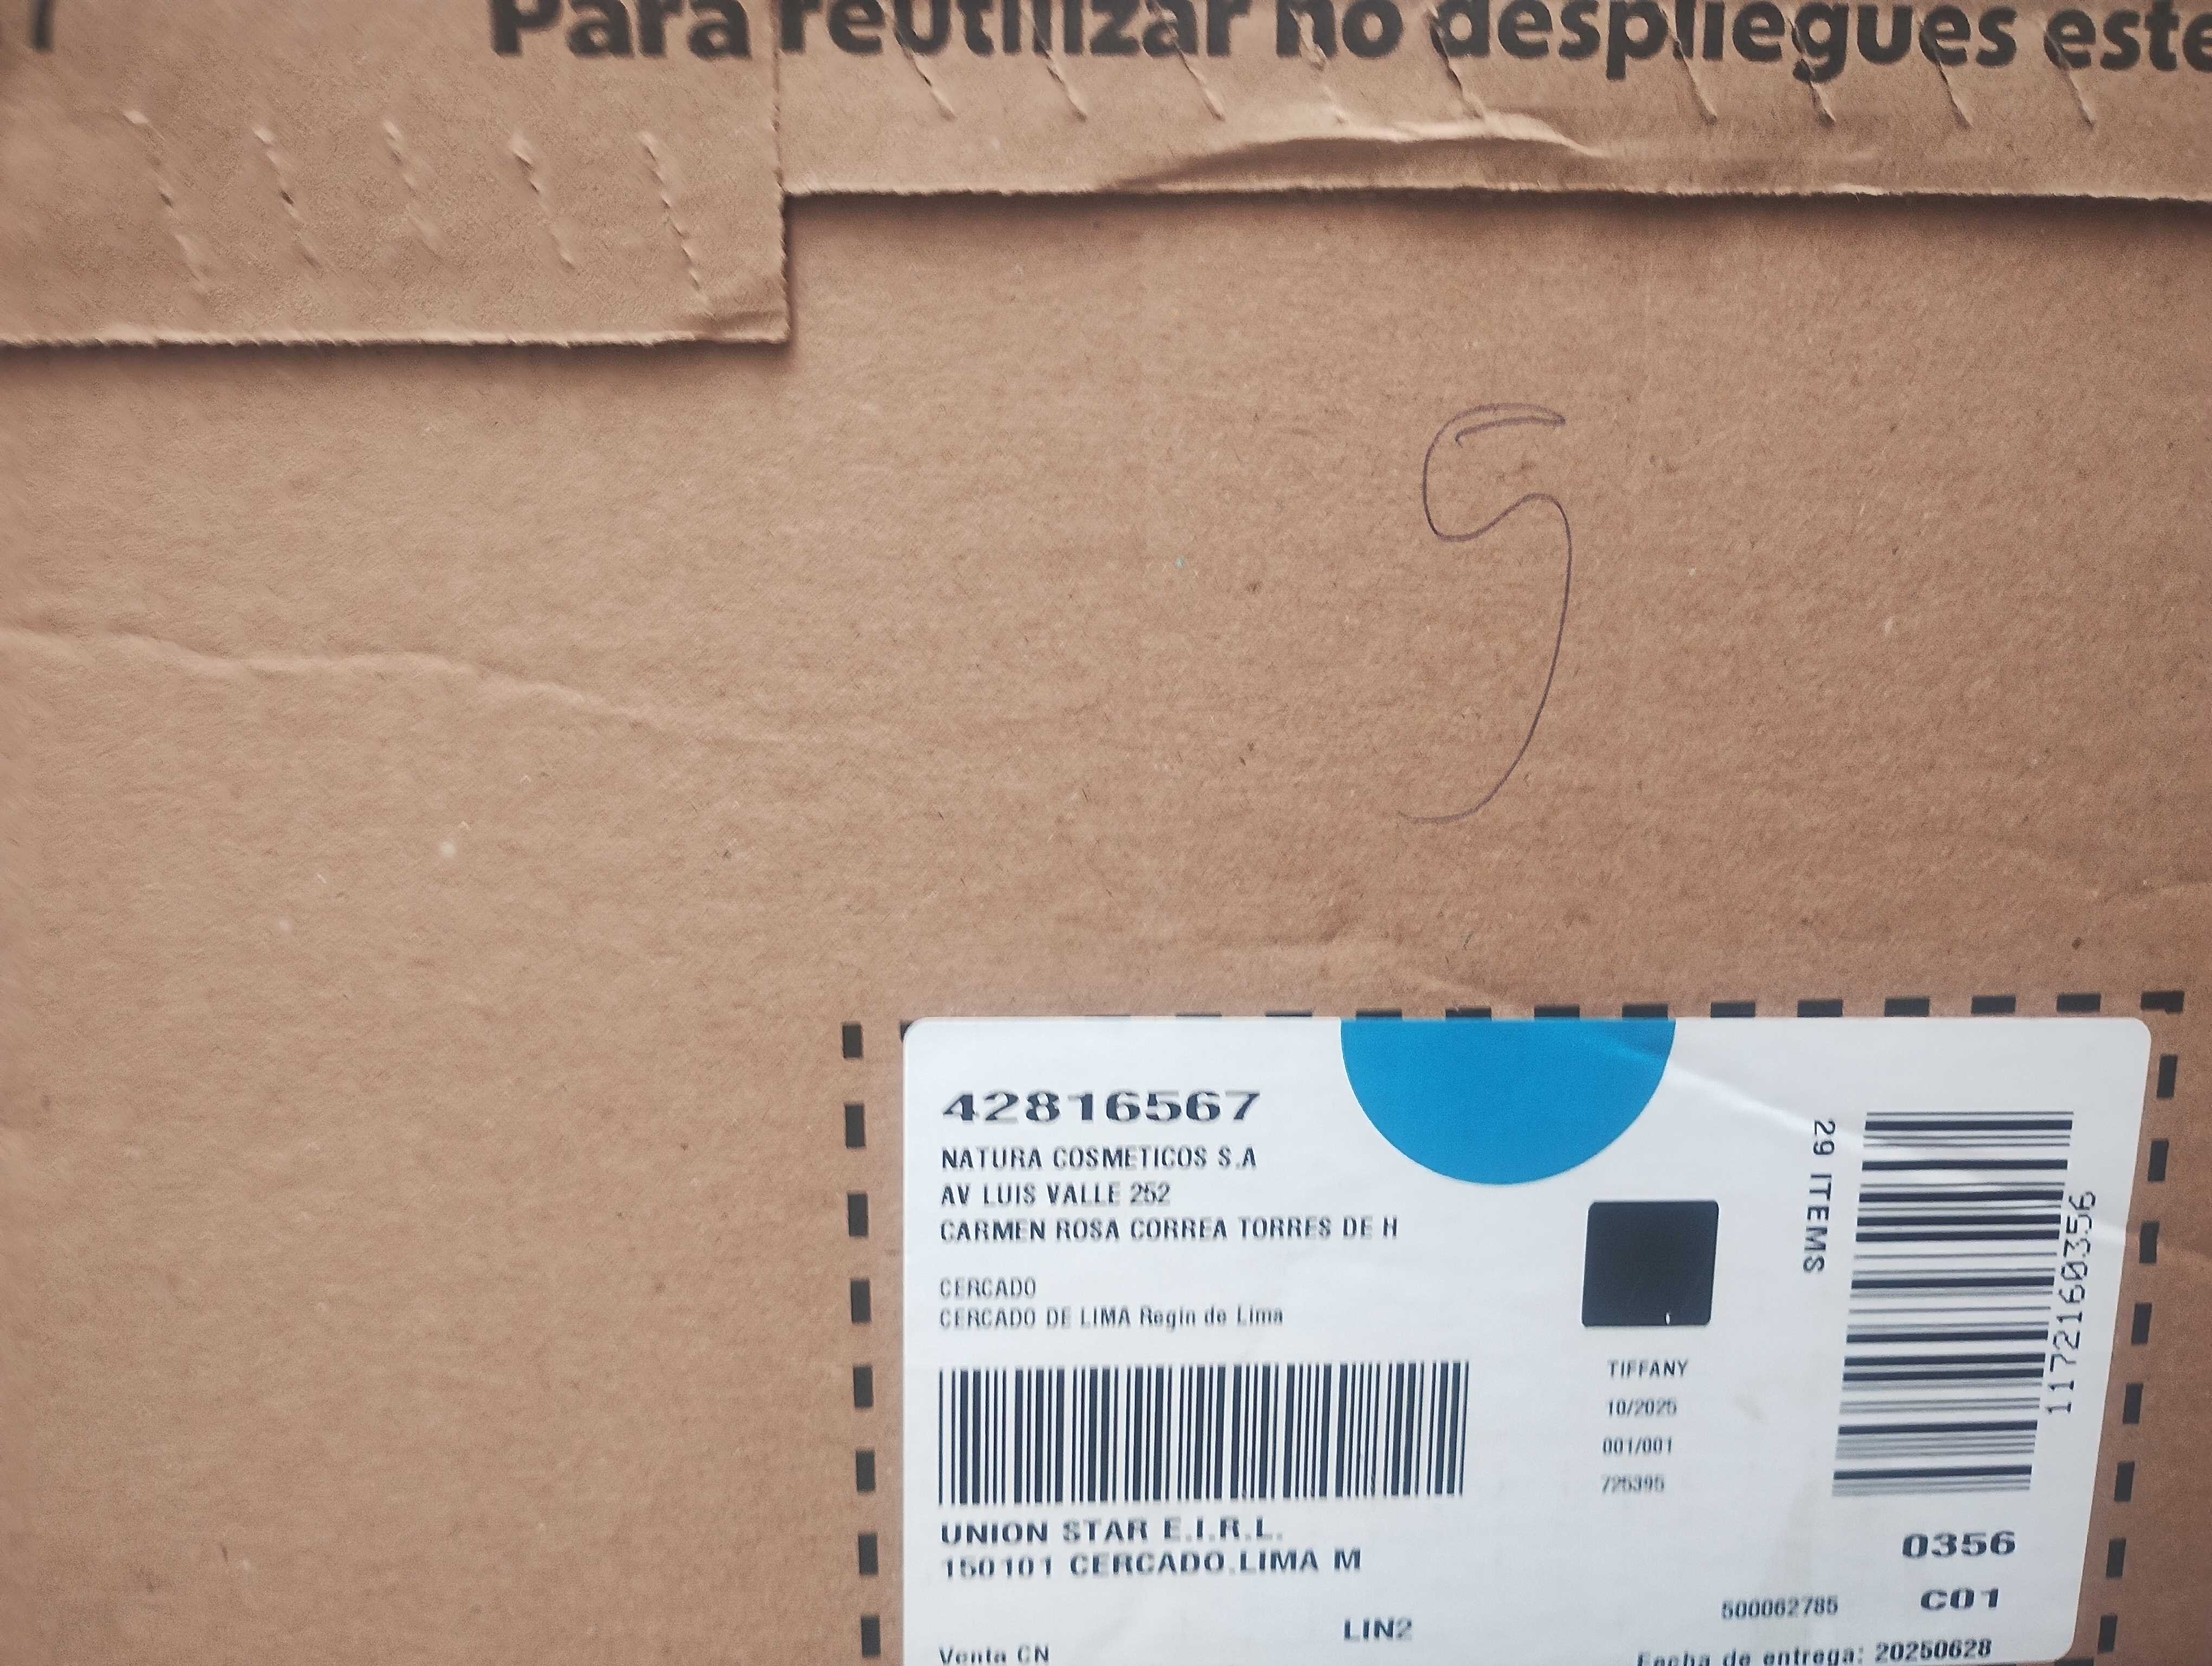 Para reutilizar no despliegues este
5
42816567
NATURA COSMETICOS S.A
AV LUIS VALLE 252
CARMEN ROSA CORREA TORRES DE H
CERCADO
CERCADO DE LIMA Regin de Lima
29 ITEMS
1172160356
TIFFANY
10/2025
001/001
725395
UNION STAR E.I.R.L.
150101 CERCADO.LIMA M
0356
C01
500062785
LIN2
Venta CN
Fecha de entrega: 20250628